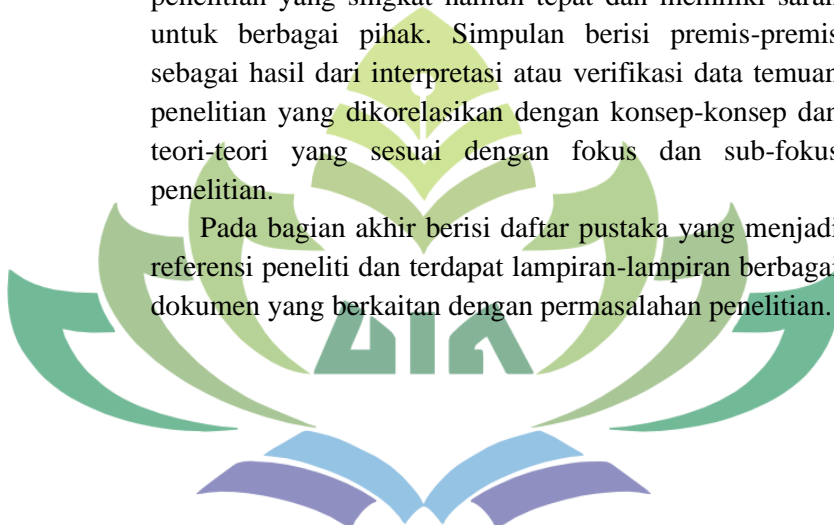 penelitian yang singkat namun tepat dan memiliki saran
untuk berbagai pihak. Simpulan berisi premis-premis
sebagai hasil dari interpretasi atau verifikasi data temuan
penelitian yang dikorelasikan dengan konsep-konsep dan
teori-teori yang sesuai dengan fokus dan sub-fokus
penelitian.
Pada bagian akhir berisi daftar pustaka yang menjadi
referensi peneliti dan terdapat lampiran-lampiran berbagai
dokumen yang berkaitan dengan permasalahan penelitian.